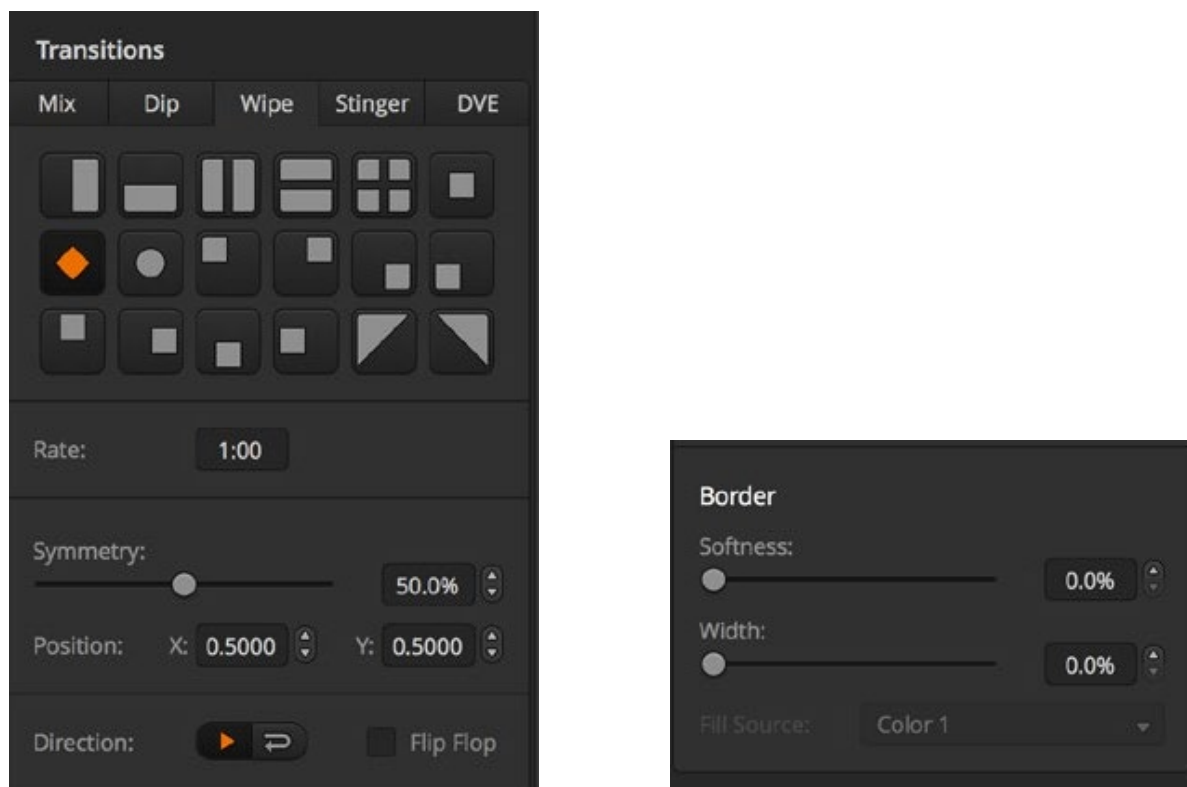 Transitions
Mix Dip Wipe Stinger DVE
Rate: 1:00
Symmetry:
50.0%
Position: X: 0.5000 Y: 0.5000
Direction: Flip Flop
Border
Softness:
0.0%
Width:
0.0%
Fill Source: Color 1